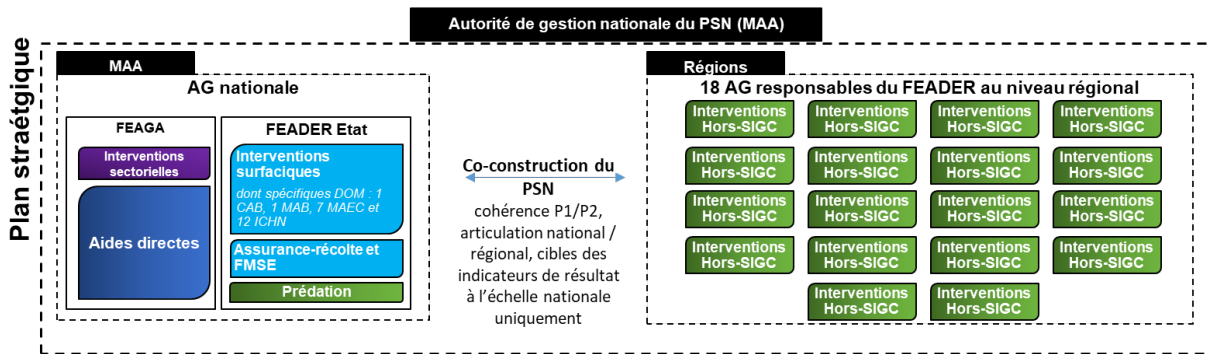 Autorité de gestion nationale du PSN (MAA)
Plan straétgique
MAA
AG nationale
FEAGA
Interventions
sectorielles
Aides directes
FEADER Etat
Interventions
surfaciques
dont spécifiques DOM : 1
CAB, 1 MAB, 7 MAEC et
12 ICHN
Assurance-récolte et
FMSE
Prédation
Co-construction du
PSN
cohérence P1/P2,
articulation national /
régional, cibles des
indicateurs de résultat
à l’échelle nationale
uniquement
Régions
18 AG responsables du FEADER au niveau régional
Interventions
Hors-SIGC
Interventions
Hors-SIGC
Interventions
Hors-SIGC
Interventions
Hors-SIGC
Interventions
Hors-SIGC
Interventions
Hors-SIGC
Interventions
Hors-SIGC
Interventions
Hors-SIGC
Interventions
Hors-SIGC
Interventions
Hors-SIGC
Interventions
Hors-SIGC
Interventions
Hors-SIGC
Interventions
Hors-SIGC
Interventions
Hors-SIGC
Interventions
Hors-SIGC
Interventions
Hors-SIGC
Interventions
Hors-SIGC
Interventions
Hors-SIGC